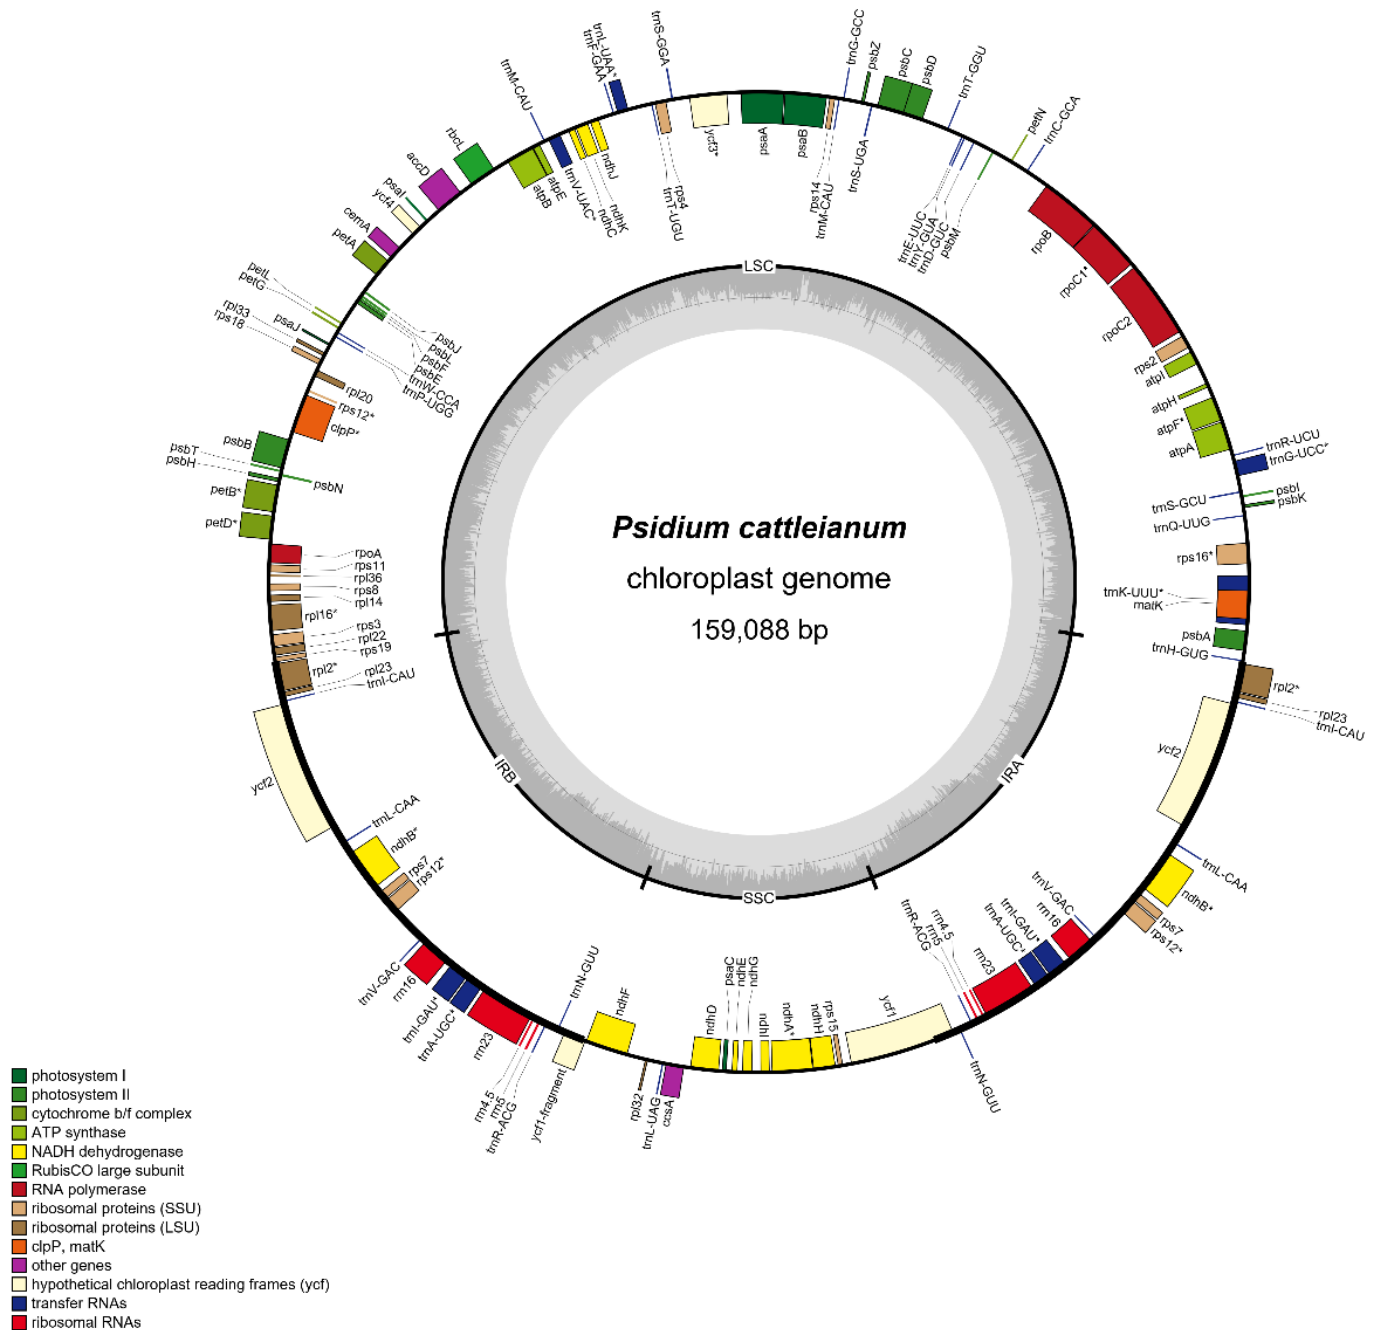 trnL-UAA*
trnF-GAA
trnS-GGA
trnG-GCC
psbZ
psbC
psbD
trnT-GGU
petN
trnC-GCA
trnM-CAU
rbcL
accD
psaI
ycf4
cemA
petA
petL
petG
psaJ
rpl33
rps18
psbB
psbT
psbH
petB*
petD*
atpB
atpE
trnV-UAC*
ndhC
ndhK
ndhJ
trnT-UGU
rps4
ycf3*
psaA
psaB
rps14
trnM-CAU
trnS-UGA
trnE-UUC
trnY-GUA
trnD-GUC
psbM
rpoB
rpoC1*
rpoC2
rps2
atpI
atpH
atpF*
atpA
trnR-UCU
trnG-UCC*
trnS-GCU
psbI
psbK
trnQ-UUG
rps16*
trnK-UUU*
matK
psbA
trnH-GUG
rpl2*
rpl23
trnI-CAU
ycf2
trnL-CAA
ndhB*
rps7
rps12*
psbJ
psbL
psbF
psbE
trnW-CCA
trnP-UGG
rpl20
rps12*
clpP*
psbN
rpoA
rps11
rpl36
rps8
rpl14
rpl16*
rps3
rpl22
rps19
rpl2*
rpl23
trnI-CAU
ycf2
trnL-CAA
ndhB*
rps7
rps12*
LSC
Psidium cattleianum
chloroplast genome
159,088 bp
IRB
IRA
SSC
trnV-GAC
rrn16
trnI-GAU*
trnA-UGC*
rrn23
rrn4.5
rrn5
trnR-ACG
trnN-GUU
ycf1-fragment
ndhF
rpl32
trnL-UAG
ccsA
ndhD
psaC
ndhE
ndhG
ndhI
ndhA*
ndhH
rps15
ycf1
trnN-GUU
trnR-ACG
rrn5
rrn4.5
rrn23
trnA-UGC*
trnI-GAU*
rrn16
trnV-GAC
photosystem I
photosystem II
cytochrome b/f complex
ATP synthase
NADH dehydrogenase
RubisCO large subunit
RNA polymerase
ribosomal proteins (SSU)
ribosomal proteins (LSU)
clpP, matK
other genes
hypothetical chloroplast reading frames (ycf)
transfer RNAs
ribosomal RNAs